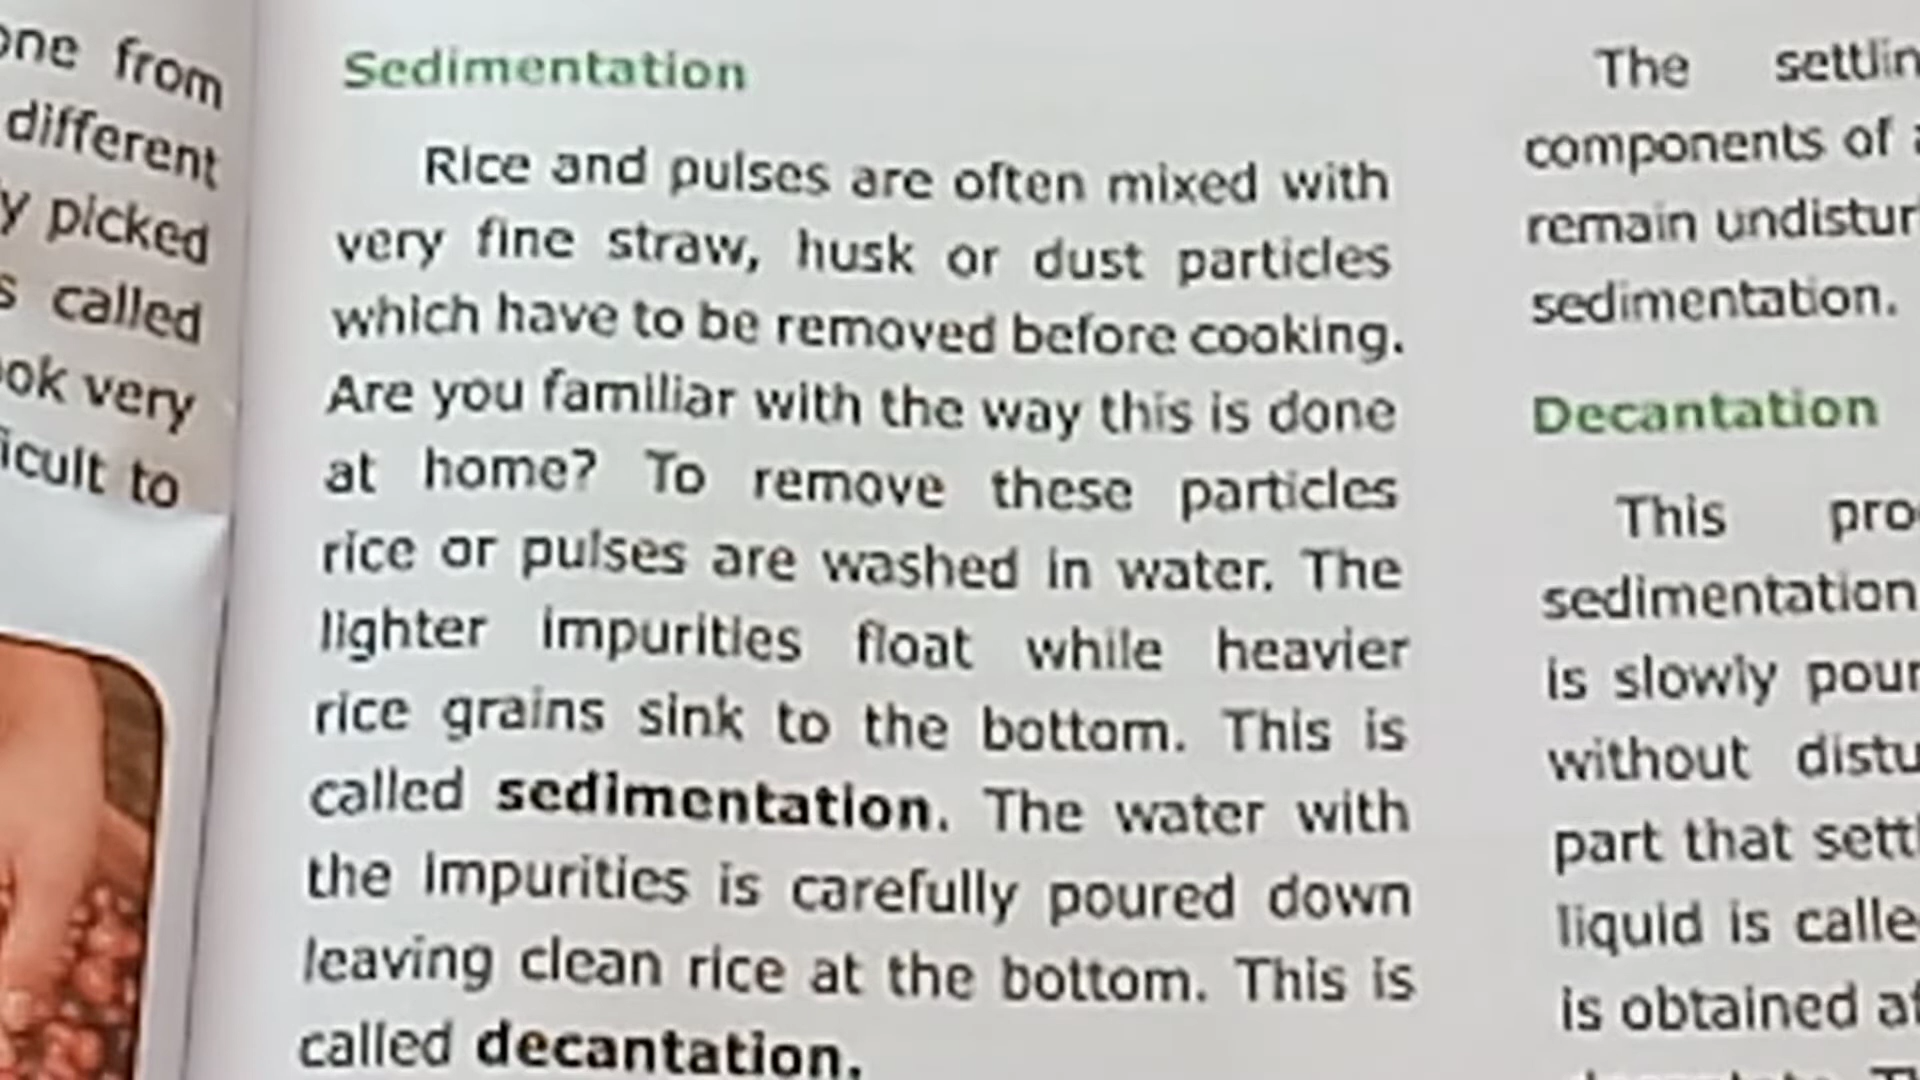 one from
different
picked
called
very
to
Sedimentation
Rice and pulses are often mixed with
very fine straw, husk or dust particles
which have to be removed before cooking.
Are you familiar with the way this is done
at home? To remove these particles
rice or pulses are washed in water. The
lighter impurities float while heavier
rice grains sink to the bottom. This is
called sedimentation. The water with
the impurities is carefully poured down
leaving clean rice at the bottom. This is
called decantation.
The
components of
remain
sedimentation.
Decantation
This
sedimentation
is slowly
without
part that
liquid is
is obtained